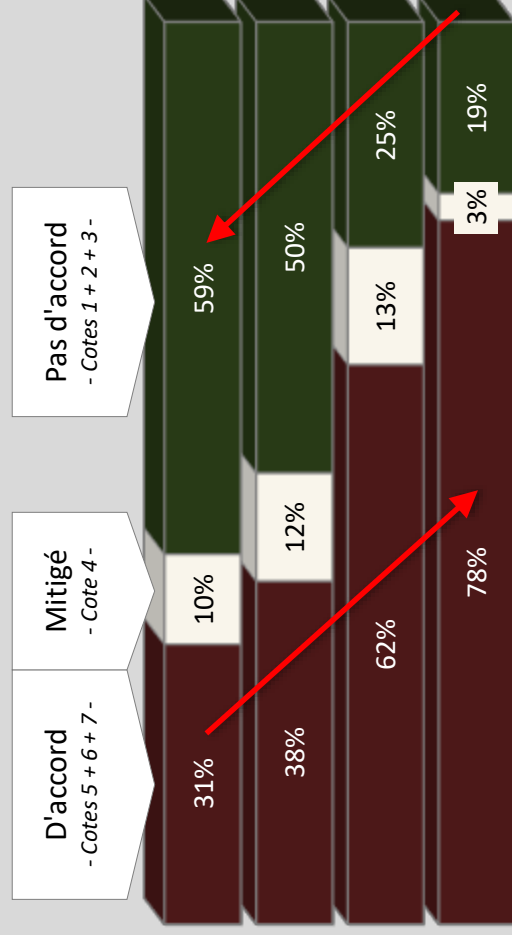 D'accord
- Cotes 5 + 6 + 7 -
Mitigé
- Cote 4 -
Pas d'accord
- Cotes 1 + 2 + 3 -
31%
10%
59%
38%
12%
50%
62%
13%
25%
78%
3%
19%